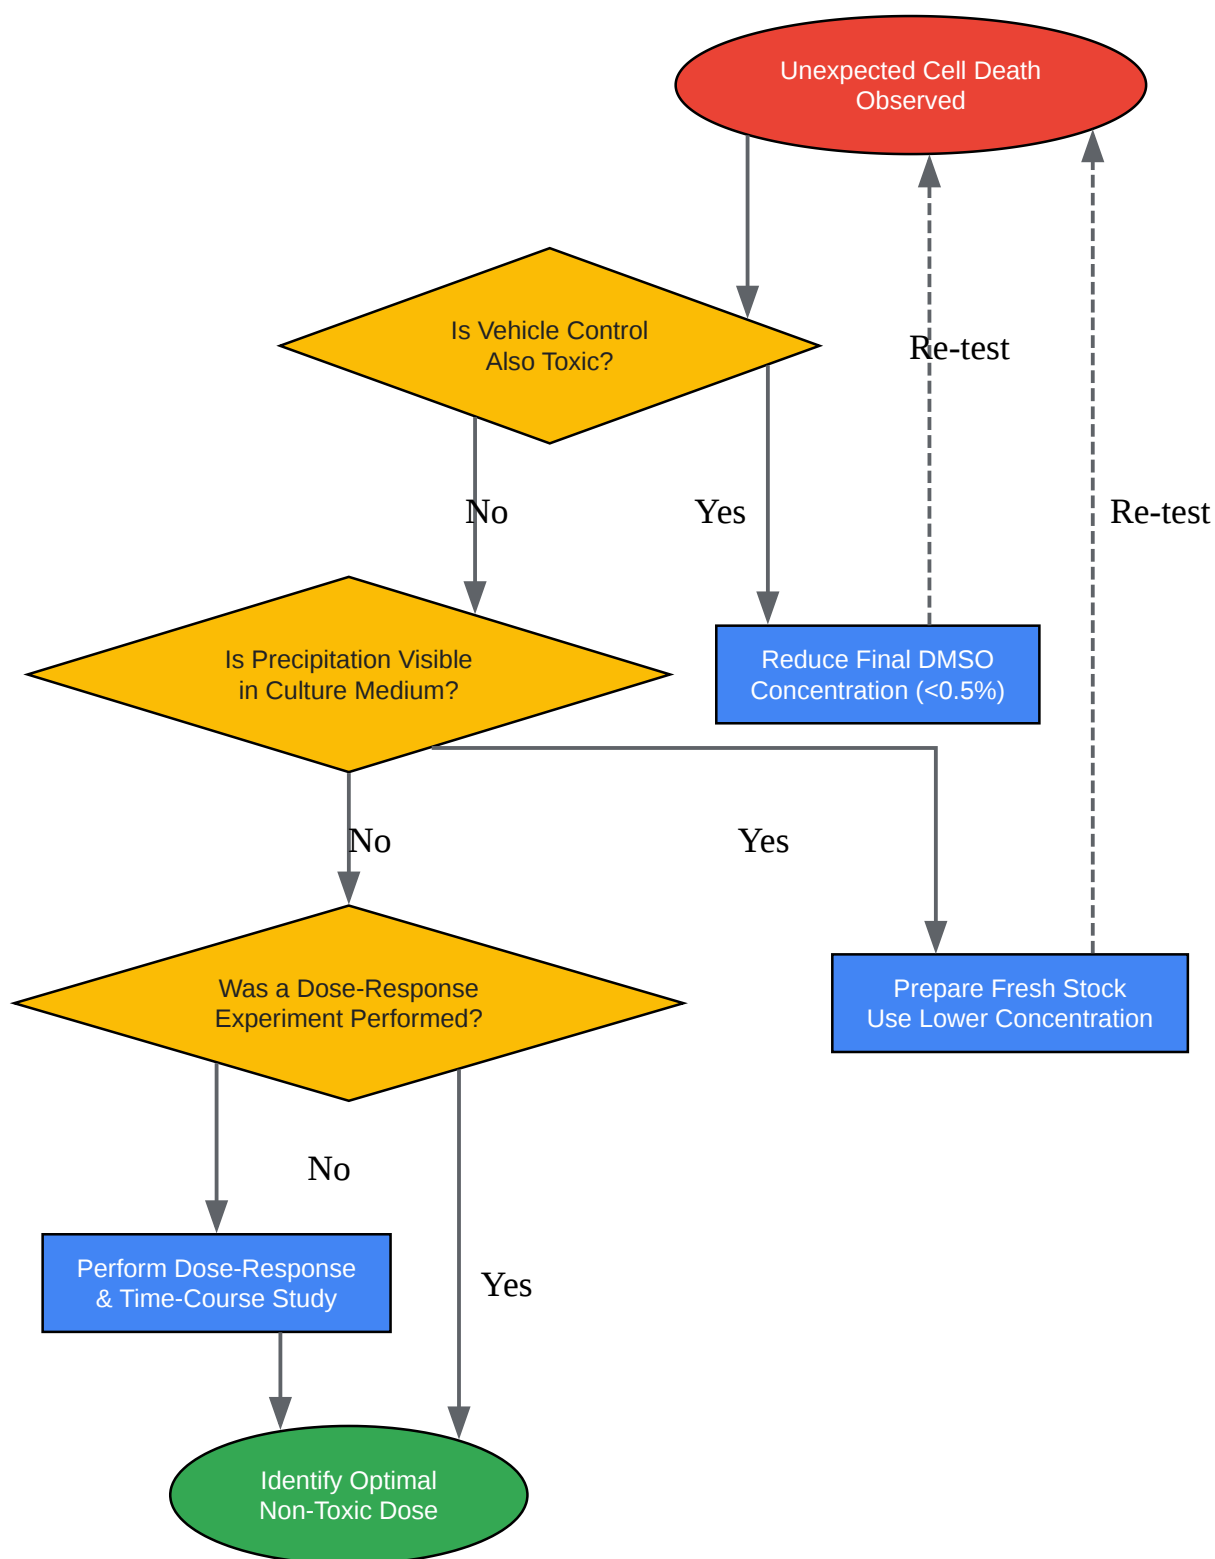 Unexpected Cell Death
Observed
Is Vehicle Control
Also Toxic?
Re-test
No
Yes
Re-test
Is Precipitation Visible
in Culture Medium?
Reduce Final DMSO
Concentration (<0.5%)
No
Yes
Was a Dose-Response
Experiment Performed?
Prepare Fresh Stock
Use Lower Concentration
No
Perform Dose-Response
& Time-Course Study
Yes
Identify Optimal
Non-Toxic Dose